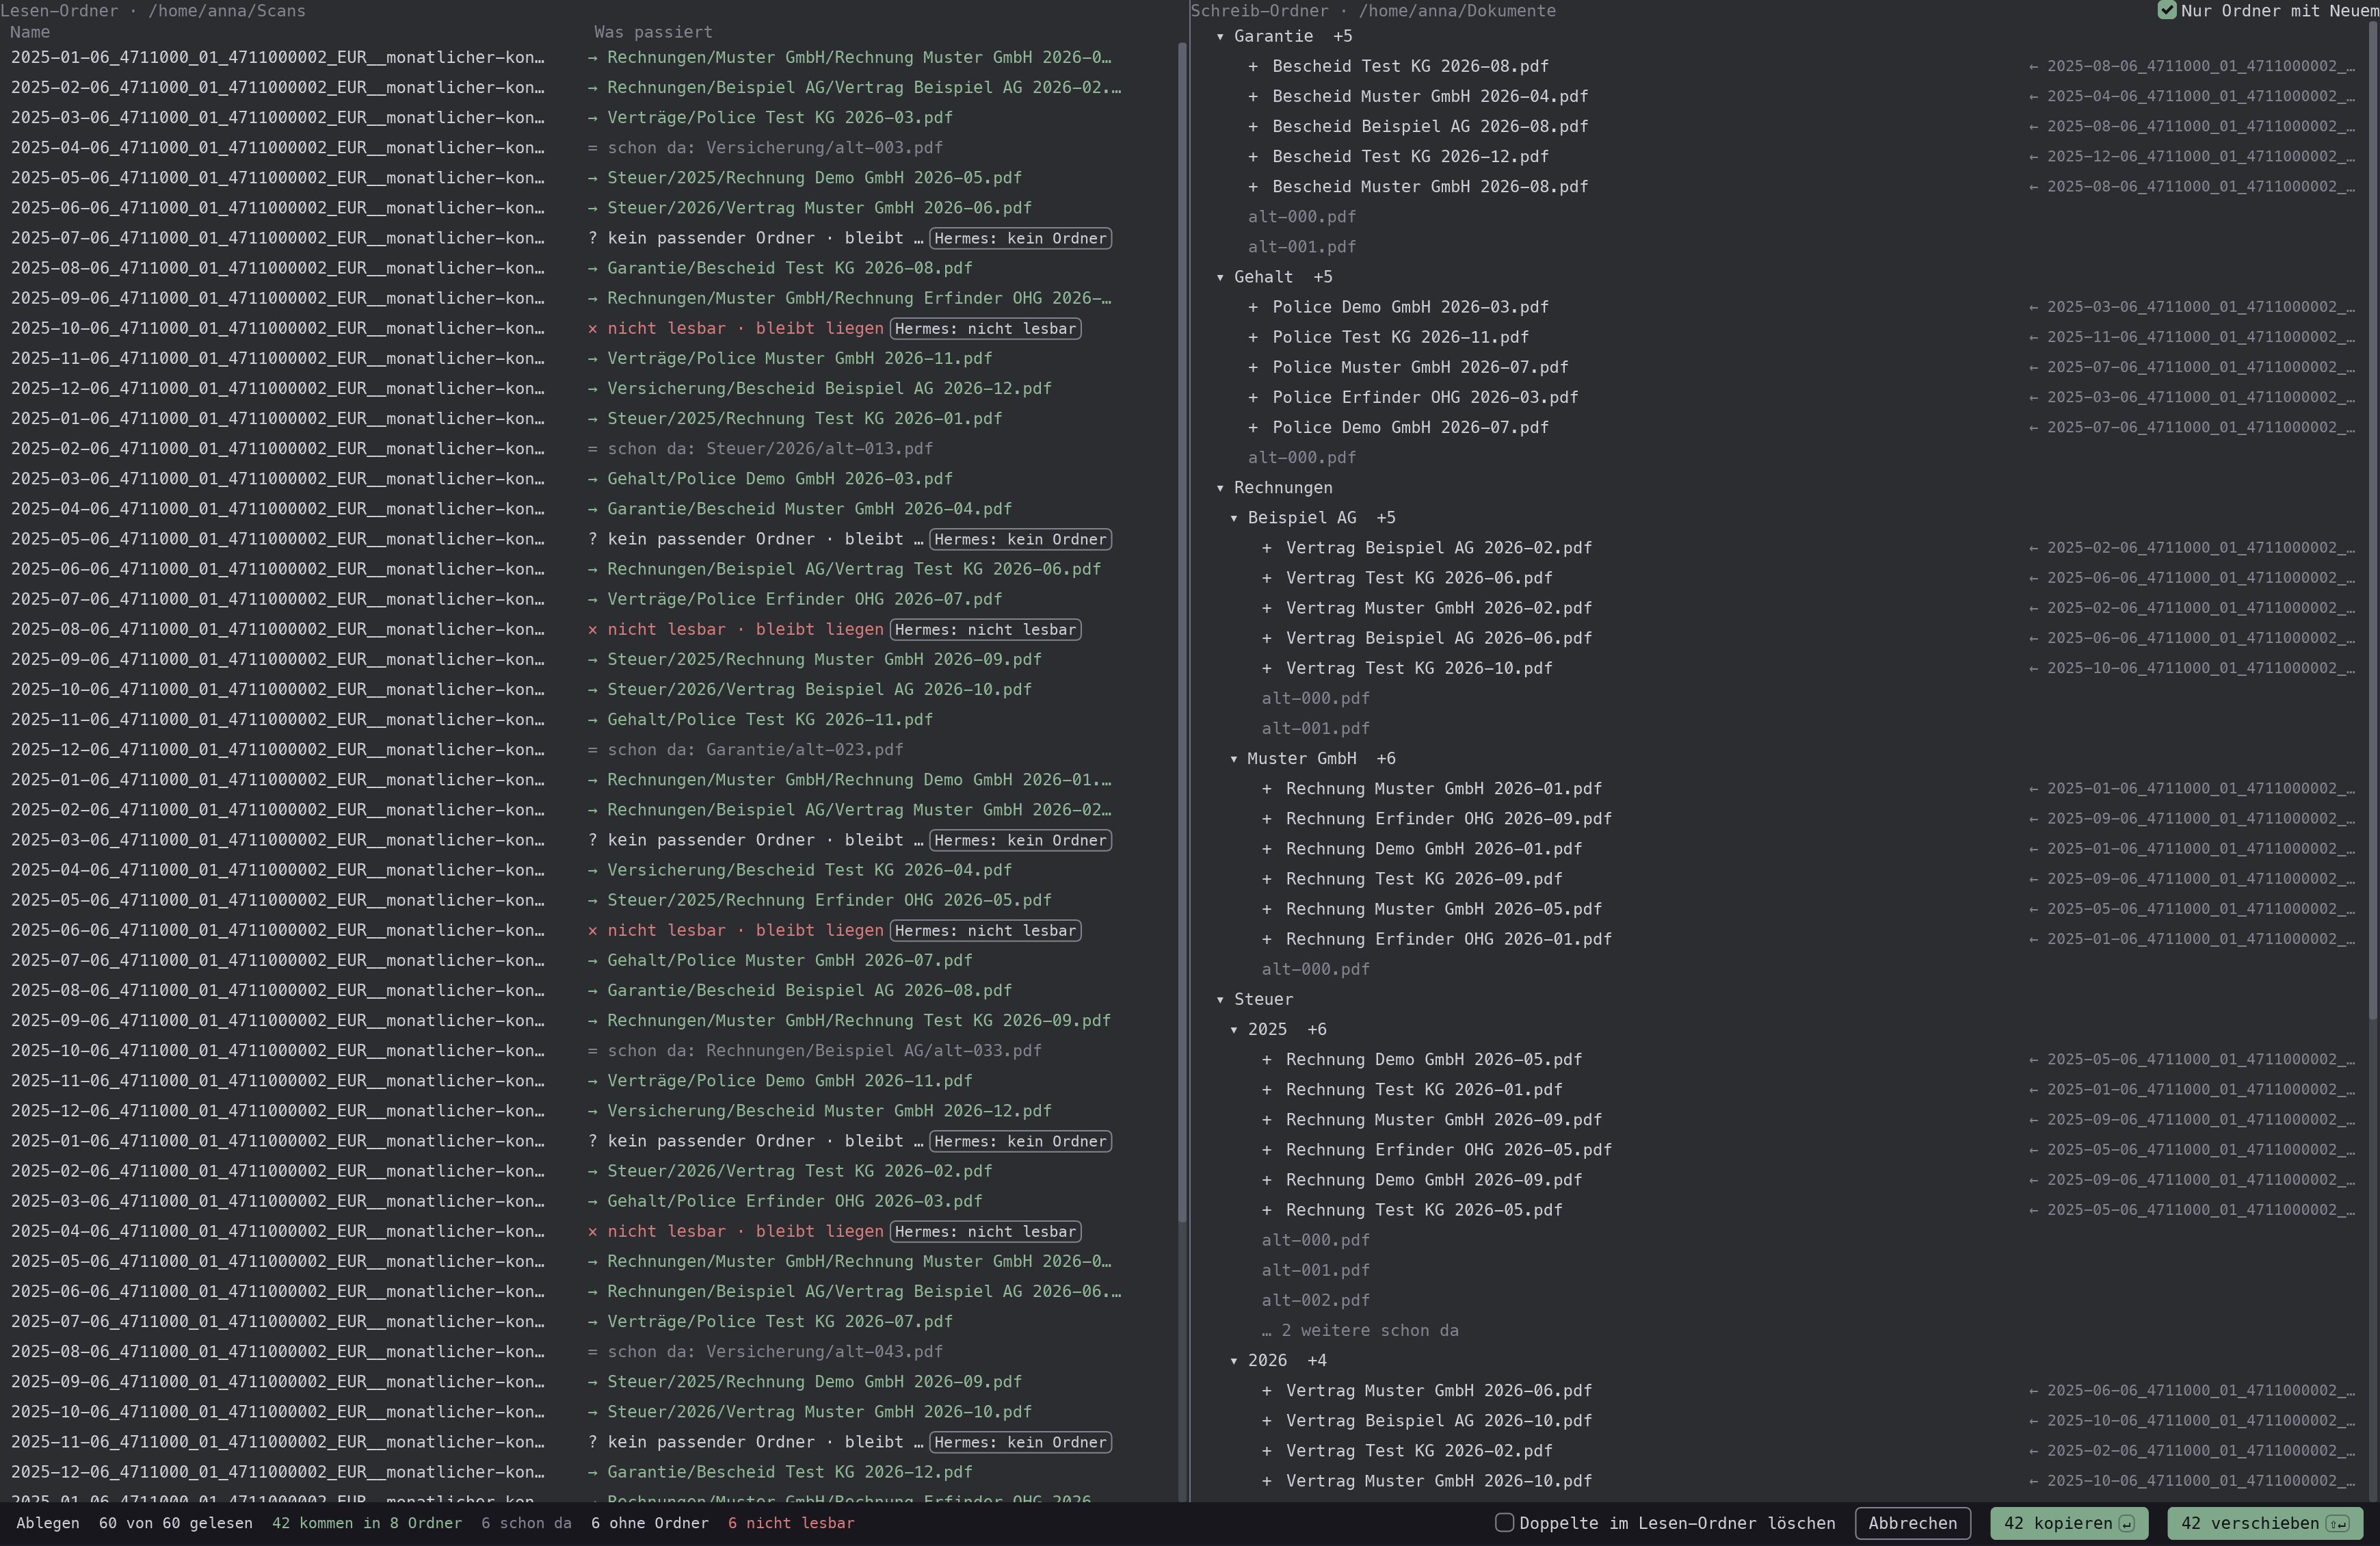 Lesen-Ordner · /home/anna/Scans
Name Was passiert
2025-01-06_4711000_01_4711000002_EUR__monatlicher-kon… → Rechnungen/Muster GmbH/Rechnung Muster GmbH 2026-0…
2025-02-06_4711000_01_4711000002_EUR__monatlicher-kon… → Rechnungen/Beispiel AG/Vertrag Beispiel AG 2026-02.…
2025-03-06_4711000_01_4711000002_EUR__monatlicher-kon… → Verträge/Police Test KG 2026-03.pdf
2025-04-06_4711000_01_4711000002_EUR__monatlicher-kon… = schon da: Versicherung/alt-003.pdf
2025-05-06_4711000_01_4711000002_EUR__monatlicher-kon… → Steuer/2025/Rechnung Demo GmbH 2026-05.pdf
2025-06-06_4711000_01_4711000002_EUR__monatlicher-kon… → Steuer/2026/Vertrag Muster GmbH 2026-06.pdf
2025-07-06_4711000_01_4711000002_EUR__monatlicher-kon… ? kein passender Ordner · bleibt … Hermes: kein Ordner
2025-08-06_4711000_01_4711000002_EUR__monatlicher-kon… → Garantie/Bescheid Test KG 2026-08.pdf
2025-09-06_4711000_01_4711000002_EUR__monatlicher-kon… → Rechnungen/Muster GmbH/Rechnung Erfinder OHG 2026-…
2025-10-06_4711000_01_4711000002_EUR__monatlicher-kon… × nicht lesbar · bleibt liegen Hermes: nicht lesbar
2025-11-06_4711000_01_4711000002_EUR__monatlicher-kon… → Verträge/Police Muster GmbH 2026-11.pdf
2025-12-06_4711000_01_4711000002_EUR__monatlicher-kon… → Versicherung/Bescheid Beispiel AG 2026-12.pdf
2025-01-06_4711000_01_4711000002_EUR__monatlicher-kon… → Steuer/2025/Rechnung Test KG 2026-01.pdf
2025-02-06_4711000_01_4711000002_EUR__monatlicher-kon… = schon da: Steuer/2026/alt-013.pdf
2025-03-06_4711000_01_4711000002_EUR__monatlicher-kon… → Gehalt/Police Demo GmbH 2026-03.pdf
2025-04-06_4711000_01_4711000002_EUR__monatlicher-kon… → Garantie/Bescheid Muster GmbH 2026-04.pdf
2025-05-06_4711000_01_4711000002_EUR__monatlicher-kon… ? kein passender Ordner · bleibt … Hermes: kein Ordner
2025-06-06_4711000_01_4711000002_EUR__monatlicher-kon… → Rechnungen/Beispiel AG/Vertrag Test KG 2026-06.pdf
2025-07-06_4711000_01_4711000002_EUR__monatlicher-kon… → Verträge/Police Erfinder OHG 2026-07.pdf
2025-08-06_4711000_01_4711000002_EUR__monatlicher-kon… × nicht lesbar · bleibt liegen Hermes: nicht lesbar
2025-09-06_4711000_01_4711000002_EUR__monatlicher-kon… → Steuer/2025/Rechnung Muster GmbH 2026-09.pdf
2025-10-06_4711000_01_4711000002_EUR__monatlicher-kon… → Steuer/2026/Vertrag Beispiel AG 2026-10.pdf
2025-11-06_4711000_01_4711000002_EUR__monatlicher-kon… → Gehalt/Police Test KG 2026-11.pdf
2025-12-06_4711000_01_4711000002_EUR__monatlicher-kon… = schon da: Garantie/alt-023.pdf
2025-01-06_4711000_01_4711000002_EUR__monatlicher-kon… → Rechnungen/Muster GmbH/Rechnung Demo GmbH 2026-01.…
2025-02-06_4711000_01_4711000002_EUR__monatlicher-kon… → Rechnungen/Beispiel AG/Vertrag Muster GmbH 2026-02…
2025-03-06_4711000_01_4711000002_EUR__monatlicher-kon… ? kein passender Ordner · bleibt … Hermes: kein Ordner
2025-04-06_4711000_01_4711000002_EUR__monatlicher-kon… → Versicherung/Bescheid Test KG 2026-04.pdf
2025-05-06_4711000_01_4711000002_EUR__monatlicher-kon… → Steuer/2025/Rechnung Erfinder OHG 2026-05.pdf
2025-06-06_4711000_01_4711000002_EUR__monatlicher-kon… × nicht lesbar · bleibt liegen Hermes: nicht lesbar
2025-07-06_4711000_01_4711000002_EUR__monatlicher-kon… → Gehalt/Police Muster GmbH 2026-07.pdf
2025-08-06_4711000_01_4711000002_EUR__monatlicher-kon… → Garantie/Bescheid Beispiel AG 2026-08.pdf
2025-09-06_4711000_01_4711000002_EUR__monatlicher-kon… → Rechnungen/Muster GmbH/Rechnung Test KG 2026-09.pdf
2025-10-06_4711000_01_4711000002_EUR__monatlicher-kon… = schon da: Rechnungen/Beispiel AG/alt-033.pdf
2025-11-06_4711000_01_4711000002_EUR__monatlicher-kon… → Verträge/Police Demo GmbH 2026-11.pdf
2025-12-06_4711000_01_4711000002_EUR__monatlicher-kon… → Versicherung/Bescheid Muster GmbH 2026-12.pdf
2025-01-06_4711000_01_4711000002_EUR__monatlicher-kon… ? kein passender Ordner · bleibt … Hermes: kein Ordner
2025-02-06_4711000_01_4711000002_EUR__monatlicher-kon… → Steuer/2026/Vertrag Test KG 2026-02.pdf
2025-03-06_4711000_01_4711000002_EUR__monatlicher-kon… → Gehalt/Police Erfinder OHG 2026-03.pdf
2025-04-06_4711000_01_4711000002_EUR__monatlicher-kon… × nicht lesbar · bleibt liegen Hermes: nicht lesbar
2025-05-06_4711000_01_4711000002_EUR__monatlicher-kon… → Rechnungen/Muster GmbH/Rechnung Muster GmbH 2026-0…
2025-06-06_4711000_01_4711000002_EUR__monatlicher-kon… → Rechnungen/Beispiel AG/Vertrag Beispiel AG 2026-06.…
2025-07-06_4711000_01_4711000002_EUR__monatlicher-kon… → Verträge/Police Test KG 2026-07.pdf
2025-08-06_4711000_01_4711000002_EUR__monatlicher-kon… = schon da: Versicherung/alt-043.pdf
2025-09-06_4711000_01_4711000002_EUR__monatlicher-kon… → Steuer/2025/Rechnung Demo GmbH 2026-09.pdf
2025-10-06_4711000_01_4711000002_EUR__monatlicher-kon… → Steuer/2026/Vertrag Muster GmbH 2026-10.pdf
2025-11-06_4711000_01_4711000002_EUR__monatlicher-kon… ? kein passender Ordner · bleibt … Hermes: kein Ordner
2025-12-06_4711000_01_4711000002_EUR__monatlicher-kon… → Garantie/Bescheid Test KG 2026-12.pdf
2025-01-06_4711000_01_4711000002_EUR__monatlicher-kon… → Rechnungen/Muster GmbH/Rechnung Erfinder OHG 2026-…
Schreib-Ordner · /home/anna/Dokumente Nur Ordner mit Neuem
▾ Garantie +5
+ Bescheid Test KG 2026-08.pdf ← 2025-08-06_4711000_01_4711000002_…
+ Bescheid Muster GmbH 2026-04.pdf ← 2025-04-06_4711000_01_4711000002_…
+ Bescheid Beispiel AG 2026-08.pdf ← 2025-08-06_4711000_01_4711000002_…
+ Bescheid Test KG 2026-12.pdf ← 2025-12-06_4711000_01_4711000002_…
+ Bescheid Muster GmbH 2026-08.pdf ← 2025-08-06_4711000_01_4711000002_…
alt-000.pdf
alt-001.pdf
▾ Gehalt +5
+ Police Demo GmbH 2026-03.pdf ← 2025-03-06_4711000_01_4711000002_…
+ Police Test KG 2026-11.pdf ← 2025-11-06_4711000_01_4711000002_…
+ Police Muster GmbH 2026-07.pdf ← 2025-07-06_4711000_01_4711000002_…
+ Police Erfinder OHG 2026-03.pdf ← 2025-03-06_4711000_01_4711000002_…
+ Police Demo GmbH 2026-07.pdf ← 2025-07-06_4711000_01_4711000002_…
alt-000.pdf
▾ Rechnungen
▾ Beispiel AG +5
+ Vertrag Beispiel AG 2026-02.pdf ← 2025-02-06_4711000_01_4711000002_…
+ Vertrag Test KG 2026-06.pdf ← 2025-06-06_4711000_01_4711000002_…
+ Vertrag Muster GmbH 2026-02.pdf ← 2025-02-06_4711000_01_4711000002_…
+ Vertrag Beispiel AG 2026-06.pdf ← 2025-06-06_4711000_01_4711000002_…
+ Vertrag Test KG 2026-10.pdf ← 2025-10-06_4711000_01_4711000002_…
alt-000.pdf
alt-001.pdf
▾ Muster GmbH +6
+ Rechnung Muster GmbH 2026-01.pdf ← 2025-01-06_4711000_01_4711000002_…
+ Rechnung Erfinder OHG 2026-09.pdf ← 2025-09-06_4711000_01_4711000002_…
+ Rechnung Demo GmbH 2026-01.pdf ← 2025-01-06_4711000_01_4711000002_…
+ Rechnung Test KG 2026-09.pdf ← 2025-09-06_4711000_01_4711000002_…
+ Rechnung Muster GmbH 2026-05.pdf ← 2025-05-06_4711000_01_4711000002_…
+ Rechnung Erfinder OHG 2026-01.pdf ← 2025-01-06_4711000_01_4711000002_…
alt-000.pdf
▾ Steuer
▾ 2025 +6
+ Rechnung Demo GmbH 2026-05.pdf ← 2025-05-06_4711000_01_4711000002_…
+ Rechnung Test KG 2026-01.pdf ← 2025-01-06_4711000_01_4711000002_…
+ Rechnung Muster GmbH 2026-09.pdf ← 2025-09-06_4711000_01_4711000002_…
+ Rechnung Erfinder OHG 2026-05.pdf ← 2025-05-06_4711000_01_4711000002_…
+ Rechnung Demo GmbH 2026-09.pdf ← 2025-09-06_4711000_01_4711000002_…
+ Rechnung Test KG 2026-05.pdf ← 2025-05-06_4711000_01_4711000002_…
alt-000.pdf
alt-001.pdf
alt-002.pdf
… 2 weitere schon da
▾ 2026 +4
+ Vertrag Muster GmbH 2026-06.pdf ← 2025-06-06_4711000_01_4711000002_…
+ Vertrag Beispiel AG 2026-10.pdf ← 2025-10-06_4711000_01_4711000002_…
+ Vertrag Test KG 2026-02.pdf ← 2025-02-06_4711000_01_4711000002_…
+ Vertrag Muster GmbH 2026-10.pdf ← 2025-10-06_4711000_01_4711000002_…
Ablegen 60 von 60 gelesen 42 kommen in 8 Ordner 6 schon da 6 ohne Ordner 6 nicht lesbar Doppelte im Lesen-Ordner löschen Abbrechen 42 kopieren ↵ 42 verschieben ⇧↵